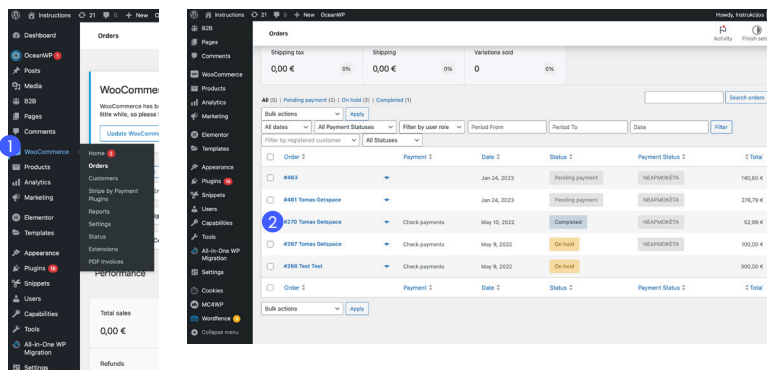 Instructions
21
0
+ New
Dashboard
OceanWP 1
Posts
Media
B2B
Pages
Comments
1
WooCommerce
Products
Analytics
Marketing
Elementor
Templates
Appearance
Plugins 16
Snippets
Users
Capabilities
Tools
All-in-One WP
Migration
Settings
Home 3
Orders
Customers
Stripe by Payment
Plugins
Reports
Settings
Status
Extensions
PDF Invoices
Orders
WooCommer
WooCommerce has b
little while, so please
Update WooComm
Performance
Total sales
0,00 €
Refunds
Instructions
21
0
+ New
OceanWP
Howdy, Instrukcijos
B2B
Pages
Comments
WooCommerce
Products
Analytics
Marketing
Elementor
Templates
Appearance
Plugins 16
Snippets
Users
Capabilities
Tools
All-in-One WP
Migration
Settings
Cookies
MC4WP
Wordfence
Collapse menu
Orders
Activity
Finish set
Shipping tax
Shipping
Variations sold
0,00 €
0%
0,00 €
0%
0
0%
All (5) | Pending payment (2) | On hold (2) | Completed (1)
Search orders
Bulk actions
Apply
All dates
All Payment Statuses
Filter by user role
Period From
Period To
Date
Filter
Filter by registered customer
All Statuses
Order
Payment
Date
Status
Payment Status
Total
#463
Jan 24, 2023
Pending payment
NEAPMOKĖTA
140,60 €
#461 Tomas Getspace
Jan 24, 2023
Pending payment
NEAPMOKĖTA
276,79 €
2
#270 Tomas Getspace
Check payments
May 10, 2022
Completed
NEAPMOKĖTA
52,99 €
#267 Tomas Getspace
Check payments
May 9, 2022
On hold
NEAPMOKĖTA
100,00 €
#266 Test Test
Check payments
May 9, 2022
On hold
300,00 €
Order
Payment
Date
Status
Payment Status
Total
Bulk actions
Apply